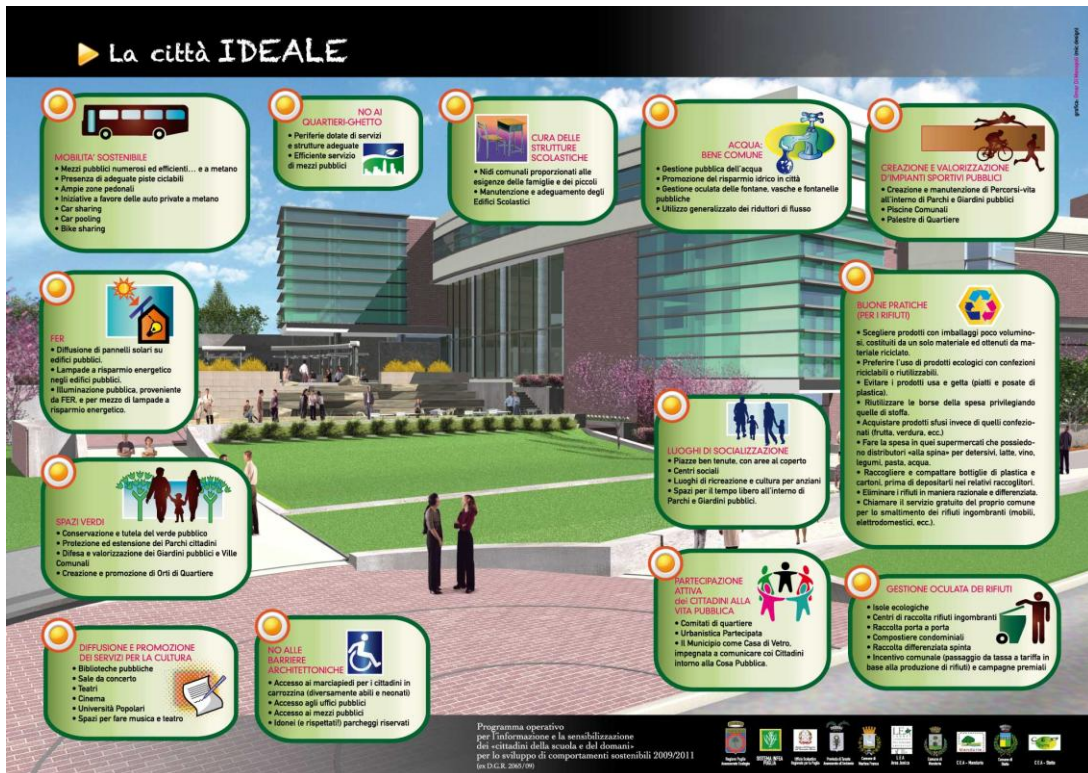 La città IDEALE
MOBILITA' SOSTENIBILE
• Mezzi pubblici numerosi ed efficienti... e a metano
• Presenza di adeguate piste ciclabili
• Ampie zone pedonali
• Iniziative a favore delle auto private a metano
• Car sharing
• Car pooling
• Bike sharing
NO AI
QUARTIERI-GHETTO
• Periferie dotate di servizi
e strutture adeguate
• Efficiente servizio
di mezzi pubblici
CURA DELLE
STRUTTURE
SCOLASTICHE
• Nidi comunali proporzionati alle
esigenze delle famiglie e dei piccoli
• Manutenzione e adeguamento degli
Edifici Scolastici
ACQUA:
BENE COMUNE
• Gestione pubblica dell'acqua
• Promozione del risparmio idrico in città
• Gestione oculata delle fontane, vasche e fontanelle
pubbliche
• Utilizzo generalizzato dei riduttori di flusso
CREAZIONE E VALORIZZAZIONE
D'IMPIANTI SPORTIVI PUBBLICI
• Creazione e manutenzione di Percorsi-vita
all'interno di Parchi e Giardini pubblici
• Piscine Comunali
• Palestre di Quartiere
FER
• Diffusione di pannelli solari su
edifici pubblici.
• Lampade a risparmio energetico
negli edifici pubblici.
• Illuminazione pubblica, proveniente
da FER, e per mezzo di lampade a
risparmio energetico.
BUONE PRATICHE
(PER I RIFIUTI)
• Scegliere prodotti con imballaggi poco volumino-
si, costituiti da un solo materiale ed ottenuti da ma-
teriale riciclato.
• Preferire l'uso di prodotti ecologici con confezioni
riciclabili o riutilizzabili.
• Evitare i prodotti usa e getta (piatti e posate di
plastica).
• Riutilizzare le borse della spesa privilegiando
quelle di stoffa.
• Acquistare prodotti sfusi invece di quelli confezio-
nati (frutta, verdura, ecc.)
• Fare la spesa in quei supermercati che possiedo-
no distributori «alla spina» per detersivi, latte, vino,
legumi, pasta, acqua.
• Raccogliere e compattare bottiglie di plastica e
cartoni, prima di depositarli nei relativi raccoglitori.
• Eliminare i rifiuti in maniera razionale e differenziata.
• Chiamare il servizio gratuito del proprio comune
per lo smaltimento dei rifiuti ingombranti (mobili,
elettrodomestici, ecc.).
LUOGHI DI SOCIALIZZAZIONE
• Piazze ben tenute, con aree al coperto
• Centri sociali
• Luoghi di ricreazione e cultura per anziani
• Spazi per il tempo libero all'interno di
Parchi e Giardini pubblici.
SPAZI VERDI
• Conservazione e tutela del verde pubblico
• Protezione ed estensione dei Parchi cittadini
• Difesa e valorizzazione dei Giardini pubblici e Ville
Comunali
• Creazione e promozione di Orti di Quartiere
PARTECIPAZIONE
ATTIVA
dei CITTADINI ALLA
VITA PUBBLICA
• Comitati di quartiere
• Urbanistica Partecipata
• Il Municipio come Casa di Vetro,
impegnata a comunicare coi Cittadini
intorno alla Cosa Pubblica.
GESTIONE OCULATA DEI RIFIUTI
• Isole ecologiche
• Centri di raccolta rifiuti ingombranti
• Raccolta porta a porta
• Compostiere condominiali
• Raccolta differenziata spinta
• Incentivo comunale (passaggio da tassa a tariffa in
base alla produzione di rifiuti) e campagne premiali
DIFFUSIONE E PROMOZIONE
DEI SERVIZI PER LA CULTURA
• Biblioteche pubbliche
• Sale da concerto
• Teatri
• Cinema
• Università Popolari
• Spazi per fare musica e teatro
NO ALLE
BARRIERE
ARCHITETTONICHE
• Accesso ai marciapiedi per i cittadini in
carrozzina (diversamente abili e neonati)
• Accesso agli uffici pubblici
• Accesso ai mezzi pubblici
• Idonei (e rispettati!) parcheggi riservati
Programma operativo
per l'informazione e la sensibilizzazione
dei «cittadini della scuola e del domani»
per lo sviluppo di comportamenti sostenibili 2009/2011
(ex D.G.R. 2065/09)